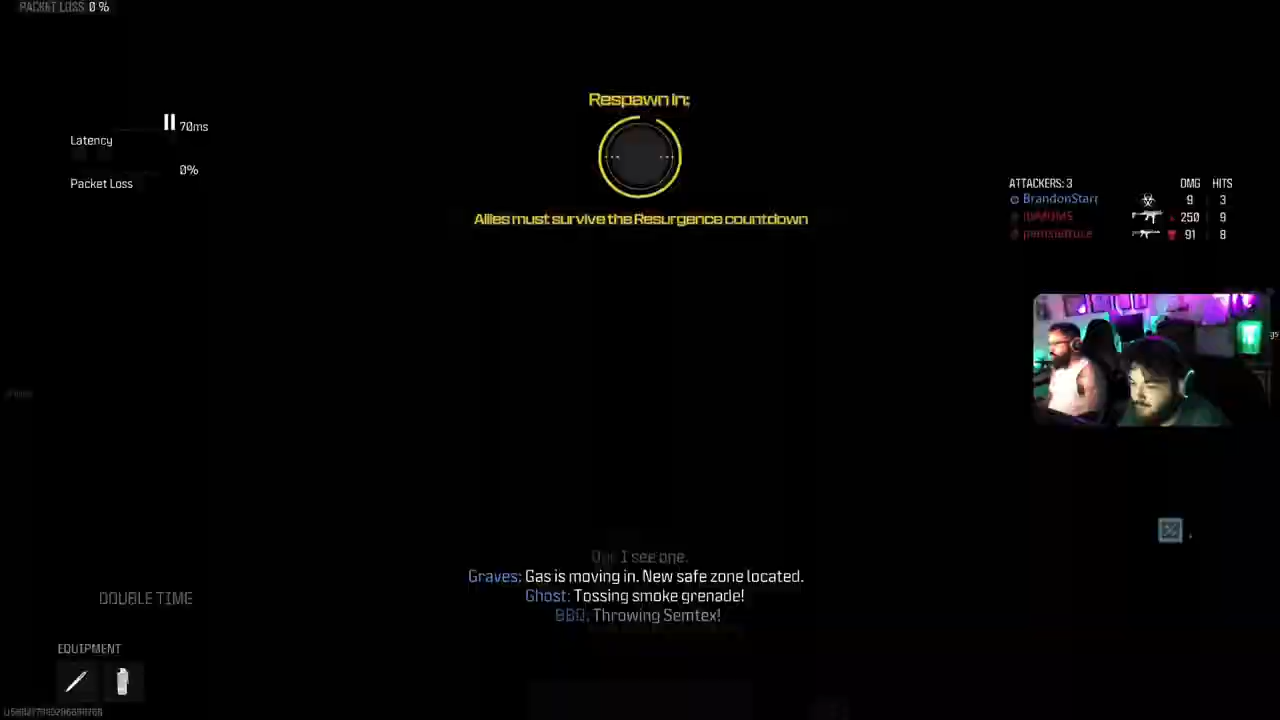 PACKET LOSS 0 %
Respawn in:
70ms
Latency
0%
Packet Loss
Allies must survive the Resurgence countdown
ATTACKERS: 3 DMG HITS
BrandonStarr 9 3
250 9
91 8
I see one.
Graves: Gas is moving in. New safe zone located.
Ghost: Tossing smoke grenade!
Throwing Semtex!
DOUBLE TIME
EQUIPMENT